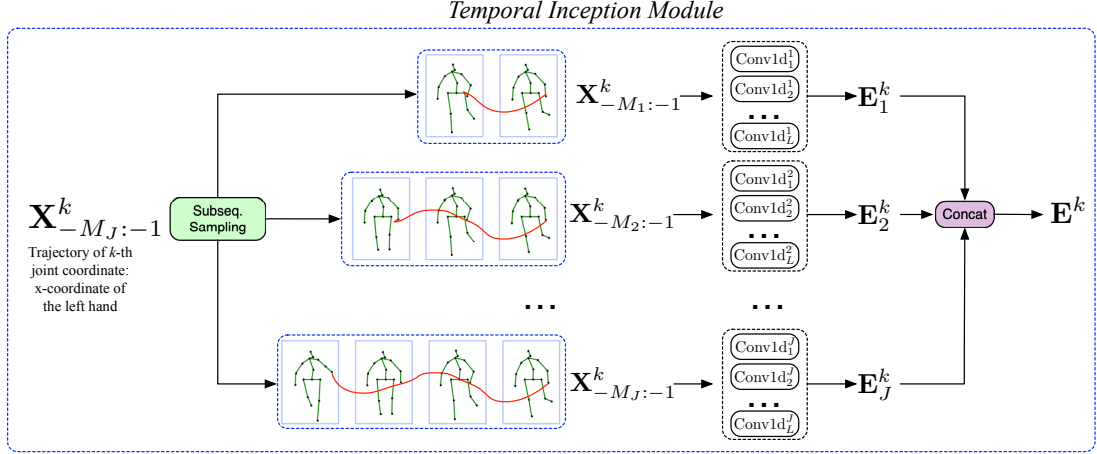 Temporal Inception Module
X^k_{-M_J:-1}
Trajectory of k-th
joint coordinate:
x-coordinate of
the left hand
Subseq.
Sampling
X^k_{-M_1:-1}
Conv1d^1_1
Conv1d^1_2
...
Conv1d^1_L
E^k_1
X^k_{-M_2:-1}
Conv1d^2_1
Conv1d^2_2
...
Conv1d^2_L
E^k_2
...
...
X^k_{-M_J:-1}
Conv1d^J_1
Conv1d^J_2
...
Conv1d^J_L
E^k_J
Concat
E^k